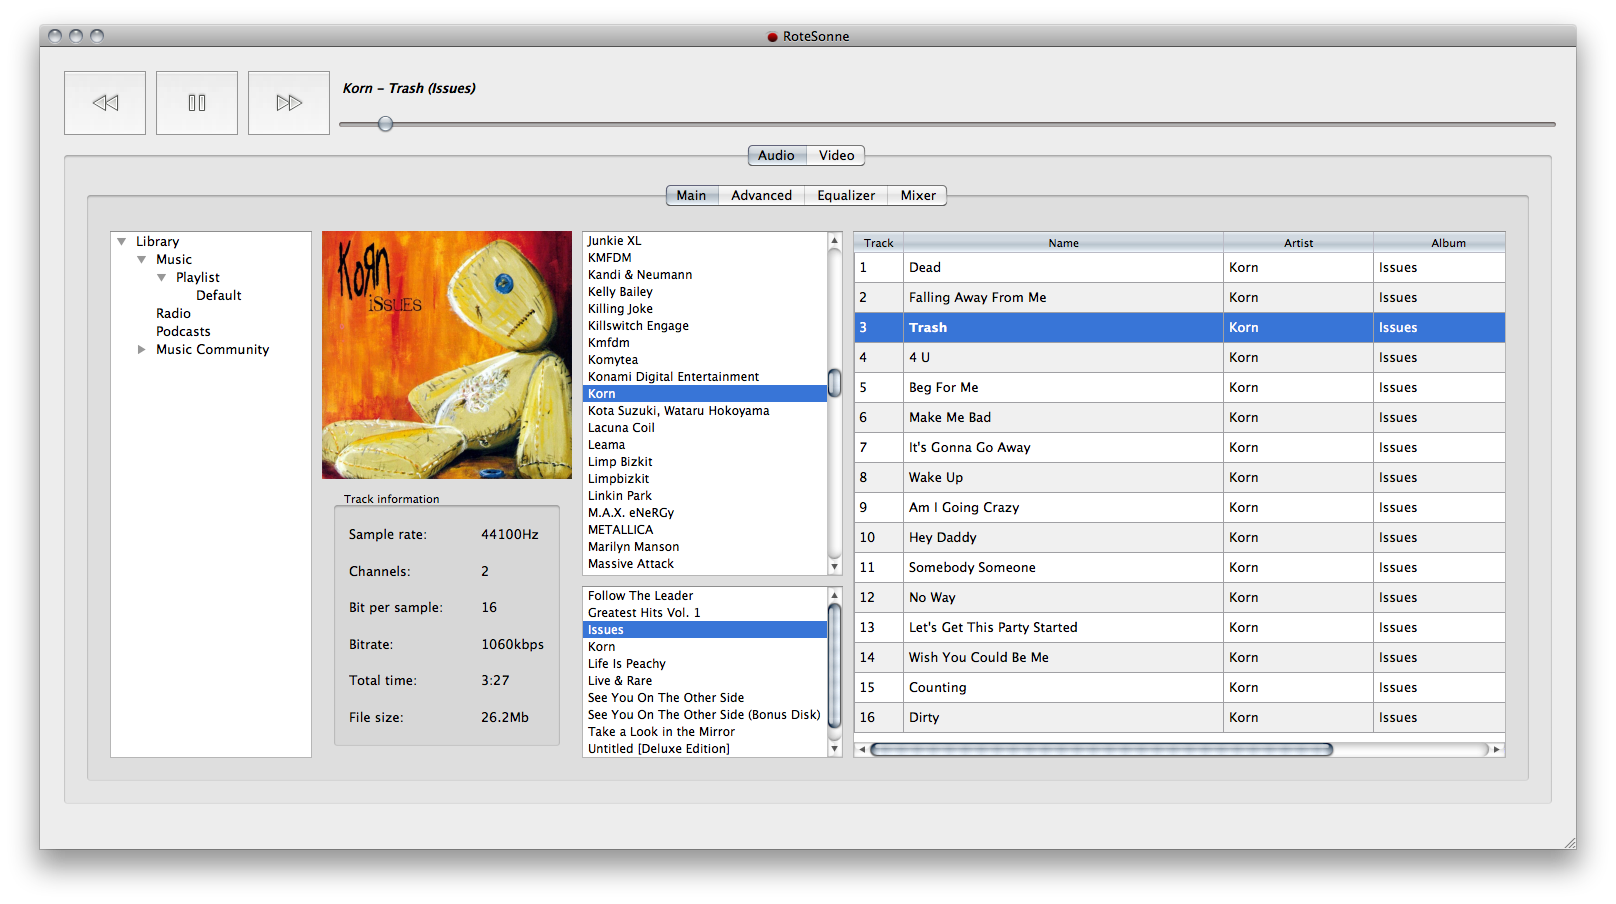 RoteSonne
Korn – Trash (Issues)
Audio Video
Main Advanced Equalizer Mixer
Library
Music
Playlist
Default
Radio
Podcasts
Music Community
KoЯn
iSSUES
Track information
Sample rate: 44100Hz
Channels: 2
Bit per sample: 16
Bitrate: 1060kbps
Total time: 3:27
File size: 26.2Mb
Junkie XL
KMFDM
Kandi & Neumann
Kelly Bailey
Killing Joke
Killswitch Engage
Kmfdm
Komytea
Konami Digital Entertainment
Korn
Kota Suzuki, Wataru Hokoyama
Lacuna Coil
Leama
Limp Bizkit
Limpbizkit
Linkin Park
M.A.X. eNeRGy
METALLICA
Marilyn Manson
Massive Attack
Follow The Leader
Greatest Hits Vol. 1
Issues
Korn
Life Is Peachy
Live & Rare
See You On The Other Side
See You On The Other Side (Bonus Disk)
Take a Look in the Mirror
Untitled [Deluxe Edition]
Track Name Artist Album
1 Dead Korn Issues
2 Falling Away From Me Korn Issues
3 Trash Korn Issues
4 4 U Korn Issues
5 Beg For Me Korn Issues
6 Make Me Bad Korn Issues
7 It's Gonna Go Away Korn Issues
8 Wake Up Korn Issues
9 Am I Going Crazy Korn Issues
10 Hey Daddy Korn Issues
11 Somebody Someone Korn Issues
12 No Way Korn Issues
13 Let's Get This Party Started Korn Issues
14 Wish You Could Be Me Korn Issues
15 Counting Korn Issues
16 Dirty Korn Issues